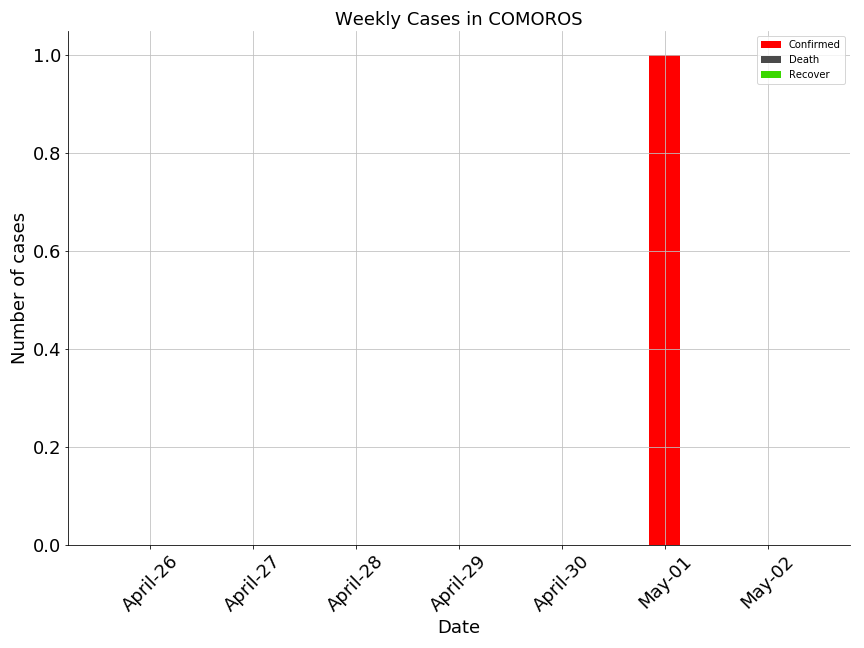 Weekly Cases in COMOROS
Confirmed
Death
Recover
Number of cases
1.0
0.8
0.6
0.4
0.2
0.0
April-26
April-27
April-28
April-29
April-30
May-01
May-02
Date